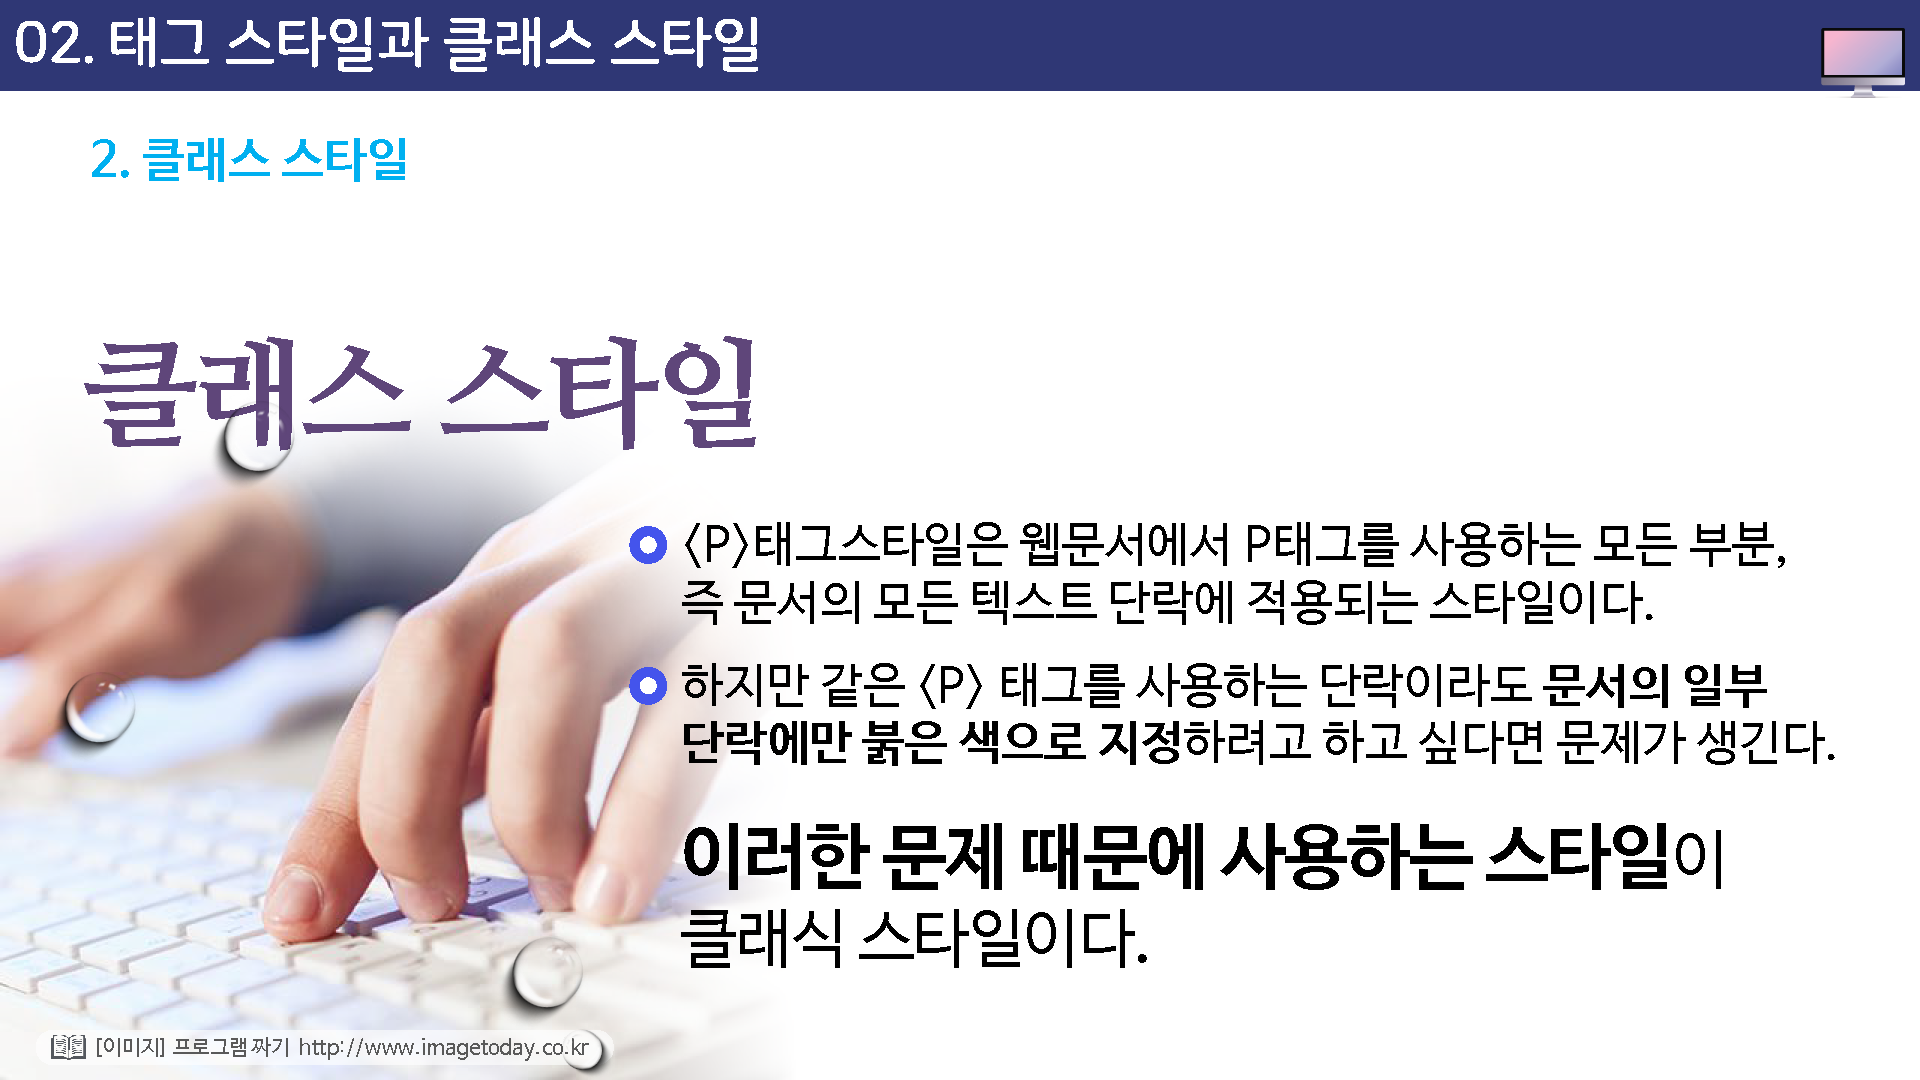 02. 태그 스타일과 클래스 스타일
2. 클래스 스타일
클래스 스타일
<P>태그스타일은 웹문서에서 P태그를 사용하는 모든 부분,
즉 문서의 모든 텍스트 단락에 적용되는 스타일이다.
하지만 같은 <P> 태그를 사용하는 단락이라도 문서의 일부
단락에만 붉은 색으로 지정하려고 하고 싶다면 문제가 생긴다.
이러한 문제 때문에 사용하는 스타일이
클래식 스타일이다.
[이미지] 프로그램 짜기 http://www.imagetoday.co.kr